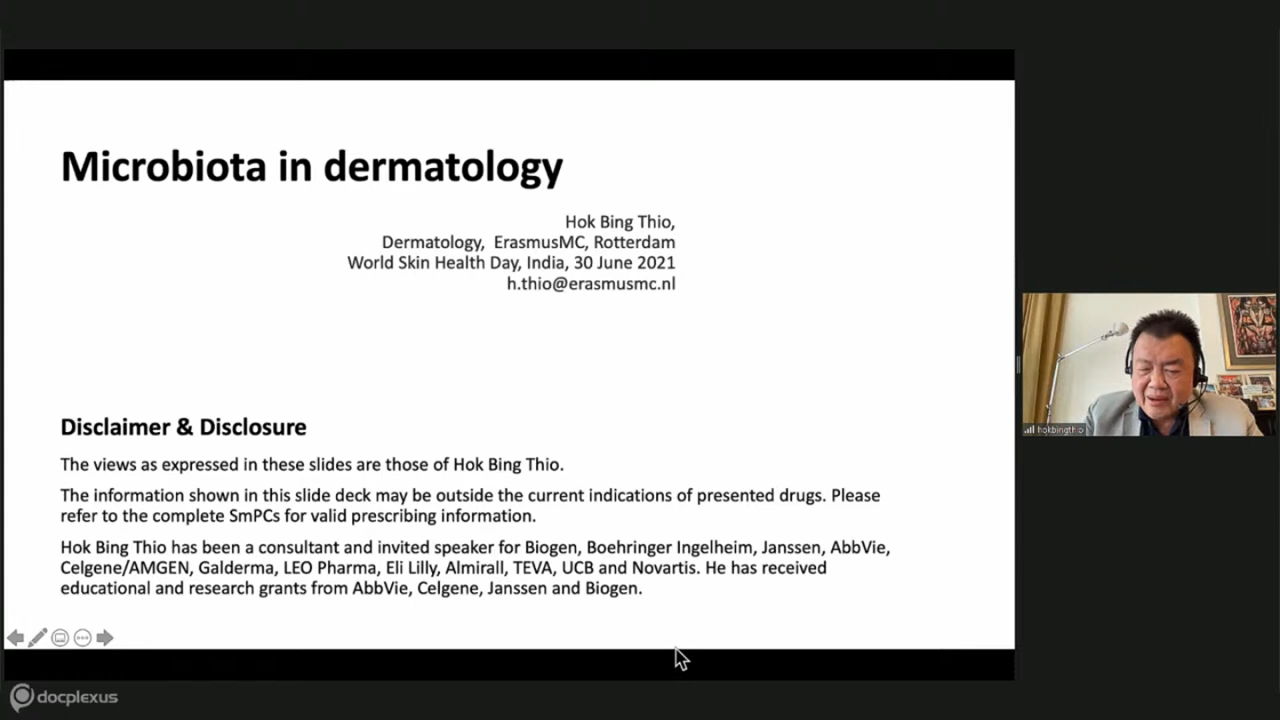 Microbiota in dermatology
Hok Bing Thio,
Dermatology, ErasmusMC, Rotterdam
World Skin Health Day, India, 30 June 2021
h.thio@erasmusmc.nl
Disclaimer & Disclosure
The views as expressed in these slides are those of Hok Bing Thio.
The information shown in this slide deck may be outside the current indications of presented drugs. Please
refer to the complete SmPCs for valid prescribing information.
Hok Bing Thio has been a consultant and invited speaker for Biogen, Boehringer Ingelheim, Janssen, AbbVie,
Celgene/AMGEN, Galderma, LEO Pharma, Eli Lilly, Almirall, TEVA, UCB and Novartis. He has received
educational and research grants from AbbVie, Celgene, Janssen and Biogen.
hokbingthio
docplexus